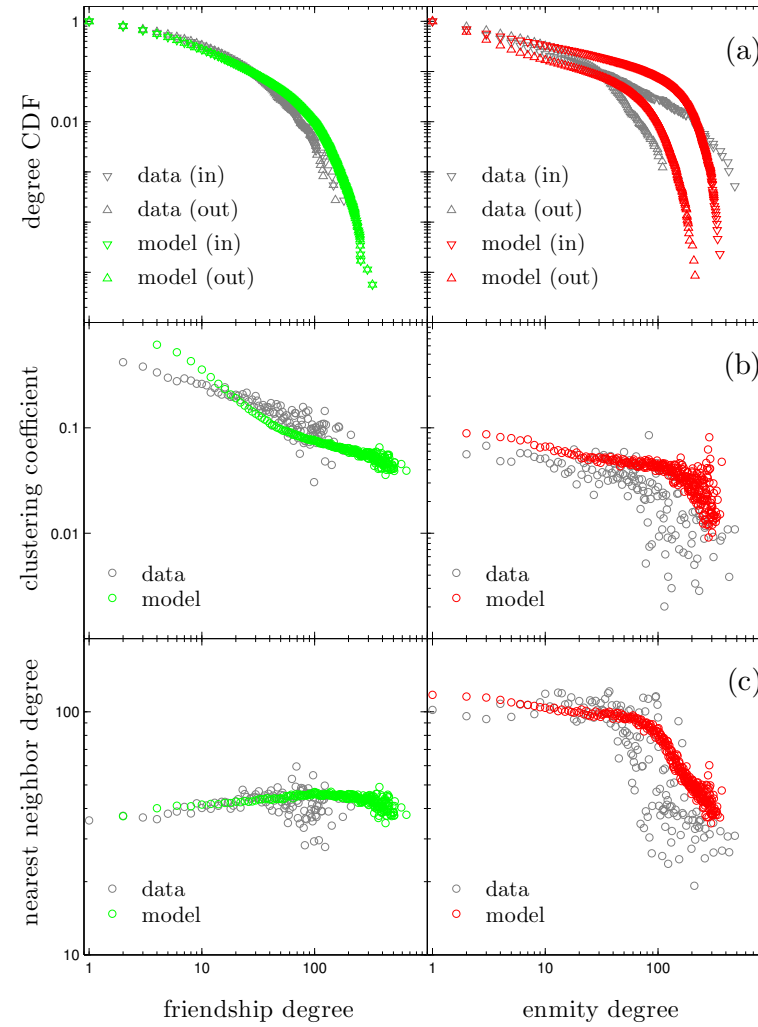 (a)
1
0.01
degree CDF
data (in)
data (out)
model (in)
model (out)
data (in)
data (out)
model (in)
model (out)
(b)
0.1
0.01
clustering coefficient
data
model
data
model
(c)
100
10
nearest neighbor degree
data
model
data
model
1
10
100
1
10
100
friendship degree
enmity degree